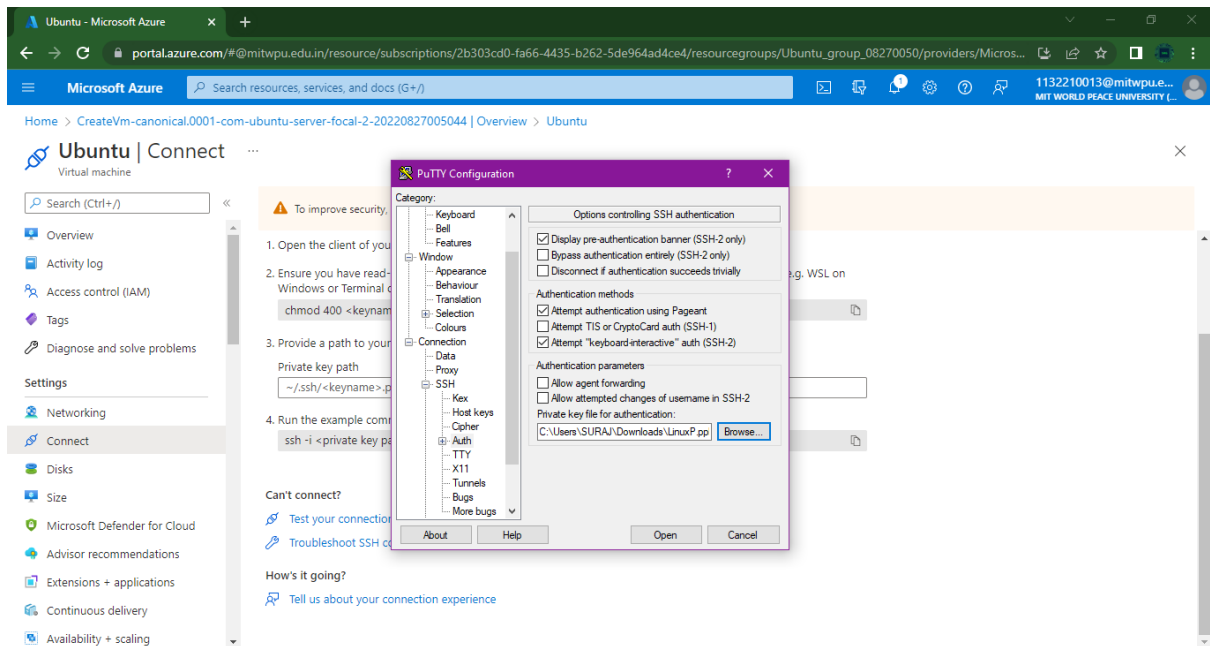 Ubuntu - Microsoft Azure
portal.azure.com/#@mitwpu.edu.in/resource/subscriptions/2b303cd0-fa66-4435-b262-5de964ad4ce4/resourcegroups/Ubuntu_group_08270050/providers/Micros...
Microsoft Azure
Search resources, services, and docs (G+/)
1
1132210013@mitwpu.e...
MIT WORLD PEACE UNIVERSITY (...
Home > CreateVm-canonical.0001-com-ubuntu-server-focal-2-20220827005044 | Overview > Ubuntu
Ubuntu | Connect ...
Virtual machine
Search (Ctrl+/)
Overview
Activity log
Access control (IAM)
Tags
Diagnose and solve problems
Settings
Networking
Connect
Disks
Size
Microsoft Defender for Cloud
Advisor recommendations
Extensions + applications
Continuous delivery
Availability + scaling
To improve security,
1. Open the client of you
2. Ensure you have read-
e.g. WSL on
Windows or Terminal
chmod 400 <keynam
3. Provide a path to your
Private key path
~/.ssh/<keyname>.p
4. Run the example com
ssh -i <private key pa
Can't connect?
Test your connection
Troubleshoot SSH co
How's it going?
Tell us about your connection experience
PuTTY Configuration
?
Category:
Keyboard
Bell
Features
Window
Appearance
Behaviour
Translation
Selection
Colours
Connection
Data
Proxy
SSH
Kex
Host keys
Cipher
Auth
TTY
X11
Tunnels
Bugs
More bugs
Options controlling SSH authentication
Display pre-authentication banner (SSH-2 only)
Bypass authentication entirely (SSH-2 only)
Disconnect if authentication succeeds trivially
Authentication methods
Attempt authentication using Pageant
Attempt TIS or CryptoCard auth (SSH-1)
Attempt "keyboard-interactive" auth (SSH-2)
Authentication parameters
Allow agent forwarding
Allow attempted changes of username in SSH-2
Private key file for authentication:
C:\Users\SURAJ\Downloads\LinuxP.pp
Browse...
About
Help
Open
Cancel